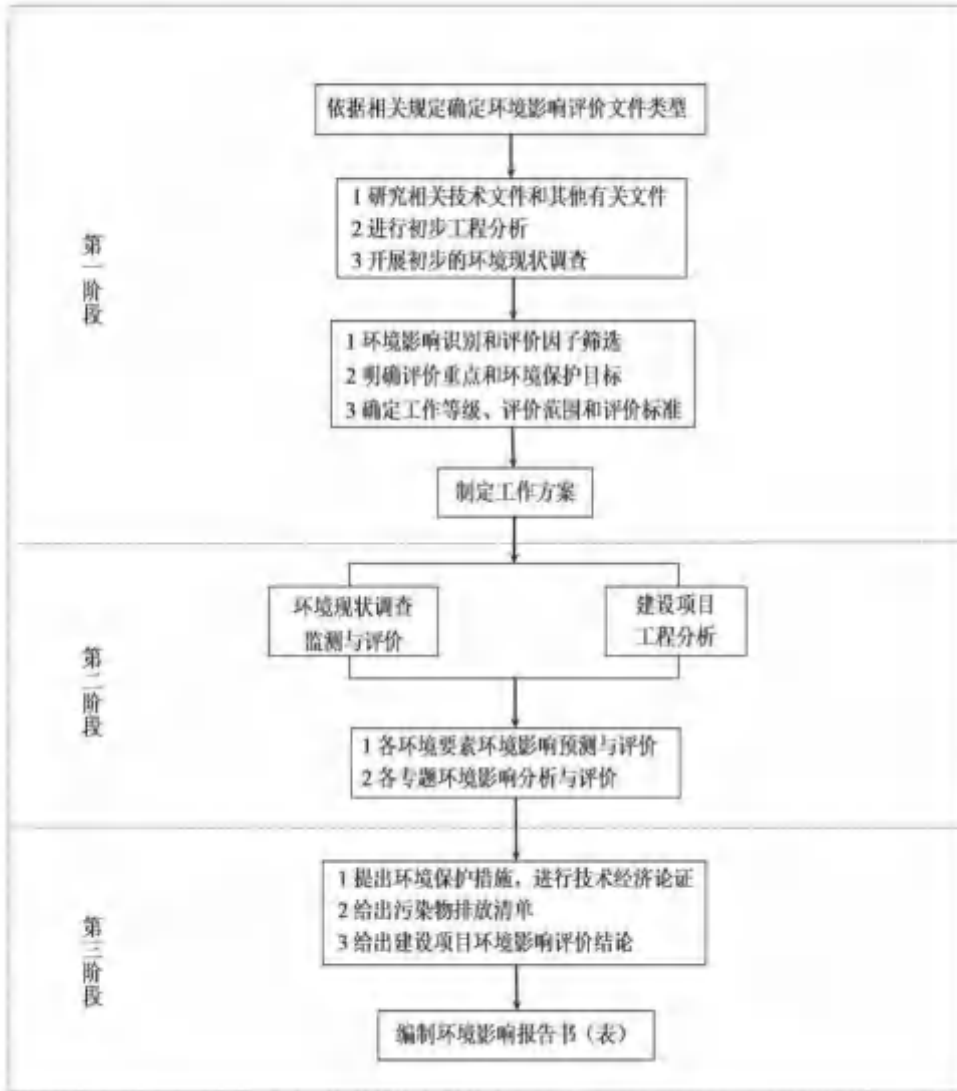 依据相关规定确定环境影响评价文件类型
1 研究相关技术文件和其他有关文件
2 进行初步工程分析
3 开展初步的环境现状调查
第一阶段
1 环境影响识别和评价因子筛选
2 明确评价重点和环境保护目标
3 确定工作等级、评价范围和评价标准
制定工作方案
环境现状调查
监测与评价
建设项目
工程分析
第二阶段
1 各环境要素环境影响预测与评价
2 各专题环境影响分析与评价
1 提出环境保护措施，进行技术经济论证
2 给出污染物排放清单
3 给出建设项目环境影响评价结论
第三阶段
编制环境影响报告书（表）